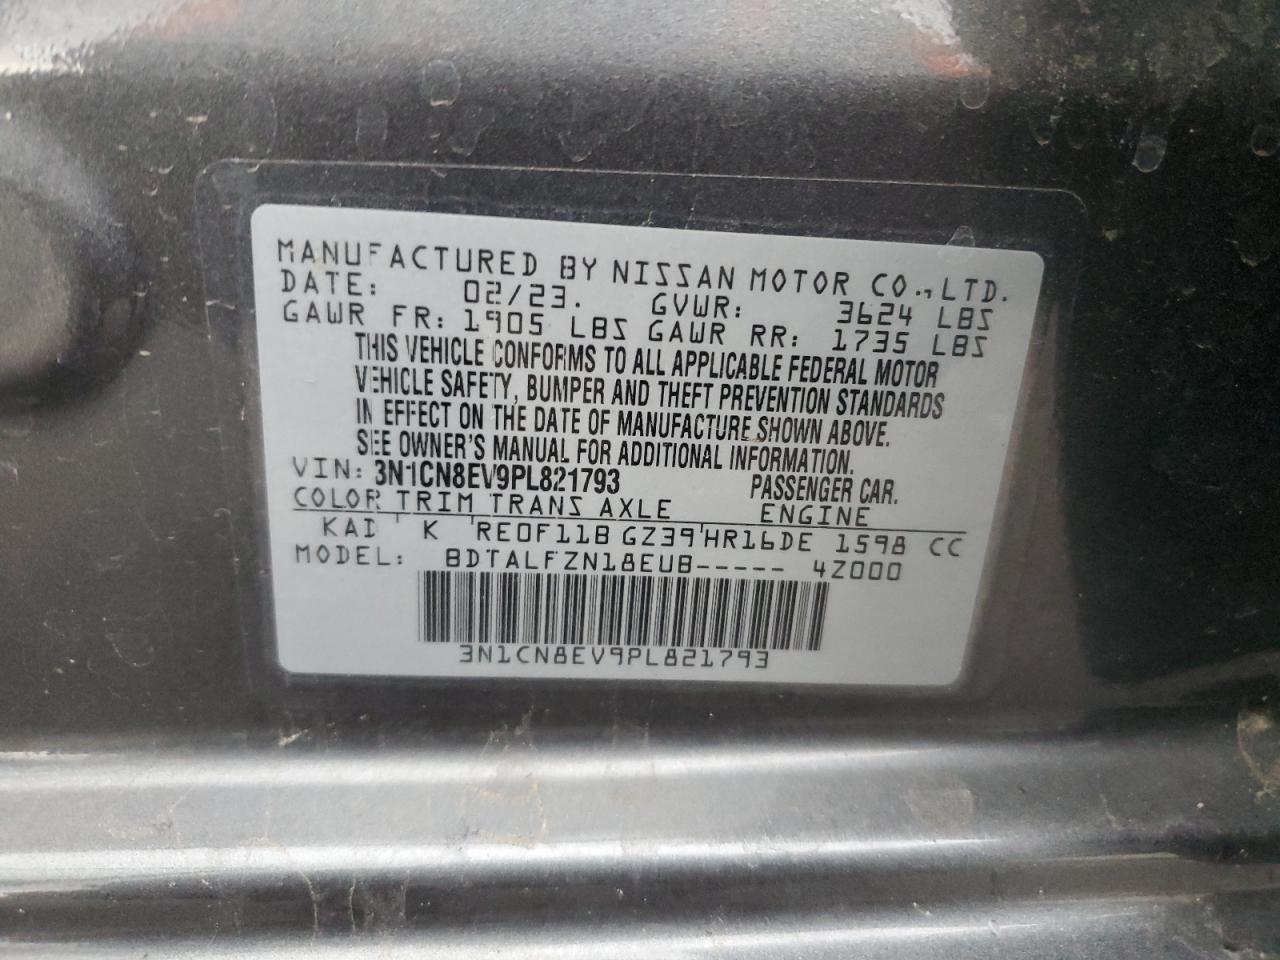 MANUFACTURED BY NISSAN MOTOR CO., LTD.
DATE: 02/23. GVWR: 3624 LBS
GAWR FR: 1905 LBS GAWR RR: 1735 LBS
THIS VEHICLE CONFORMS TO ALL APPLICABLE FEDERAL MOTOR
VEHICLE SAFETY, BUMPER AND THEFT PREVENTION STANDARDS
IN EFFECT ON THE DATE OF MANUFACTURE SHOWN ABOVE.
SEE OWNER'S MANUAL FOR ADDITIONAL INFORMATION.
VIN: 3N1CN8EV9PL821793 PASSENGER CAR.
COLOR TRIM TRANS AXLE ENGINE
KAD K RE0F11B GZ39 HR16DE 1598 CC
MODEL: BDTALFZN18EUB----- 4Z000
3N1CN8EV9PL821793